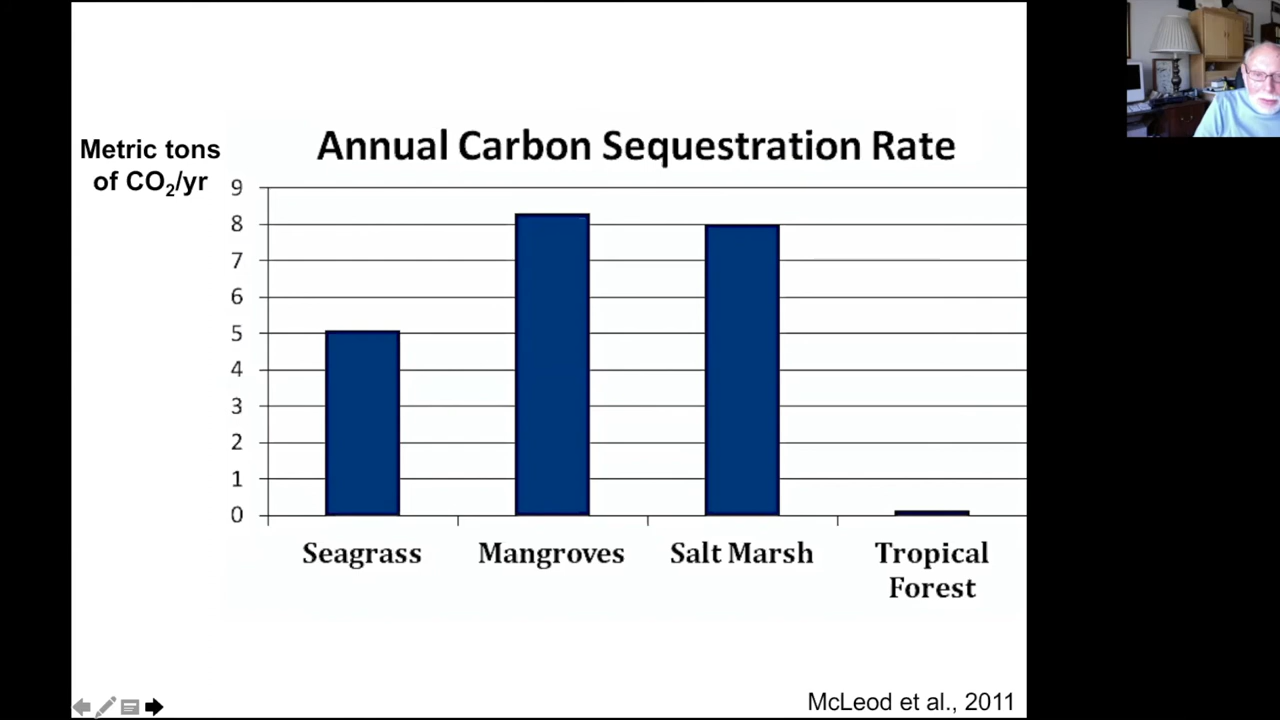 Annual Carbon Sequestration Rate
Metric tons
of CO₂/yr
9
8
7
6
5
4
3
2
1
0
Seagrass
Mangroves
Salt Marsh
Tropical
Forest
McLeod et al., 2011